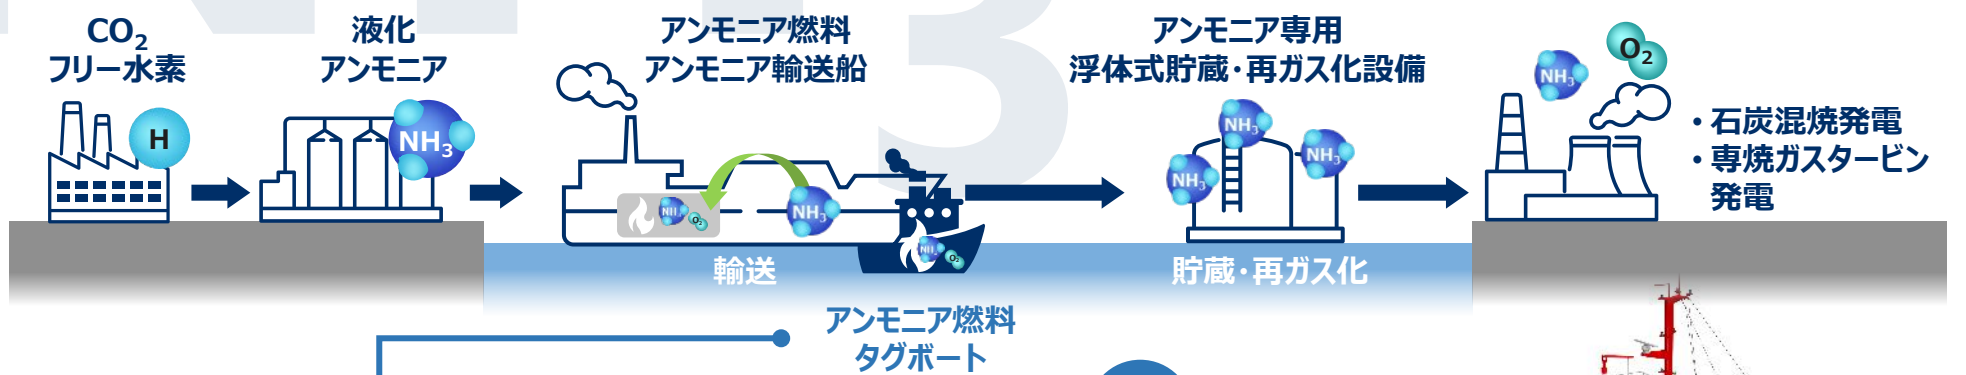 CO₂
フリー水素
液化
アンモニア
アンモニア燃料
アンモニア輸送船
アンモニア専用
浮体式貯蔵・再ガス化設備
O₂
NH₃
・石炭混焼発電
・専焼ガスタービン
発電
H
NH₃
NH₃
NH₃
NH₃
NH₃
O₂
NH₃
NH₃
O₂
輸送
貯蔵・再ガス化
アンモニア燃料
タグボート